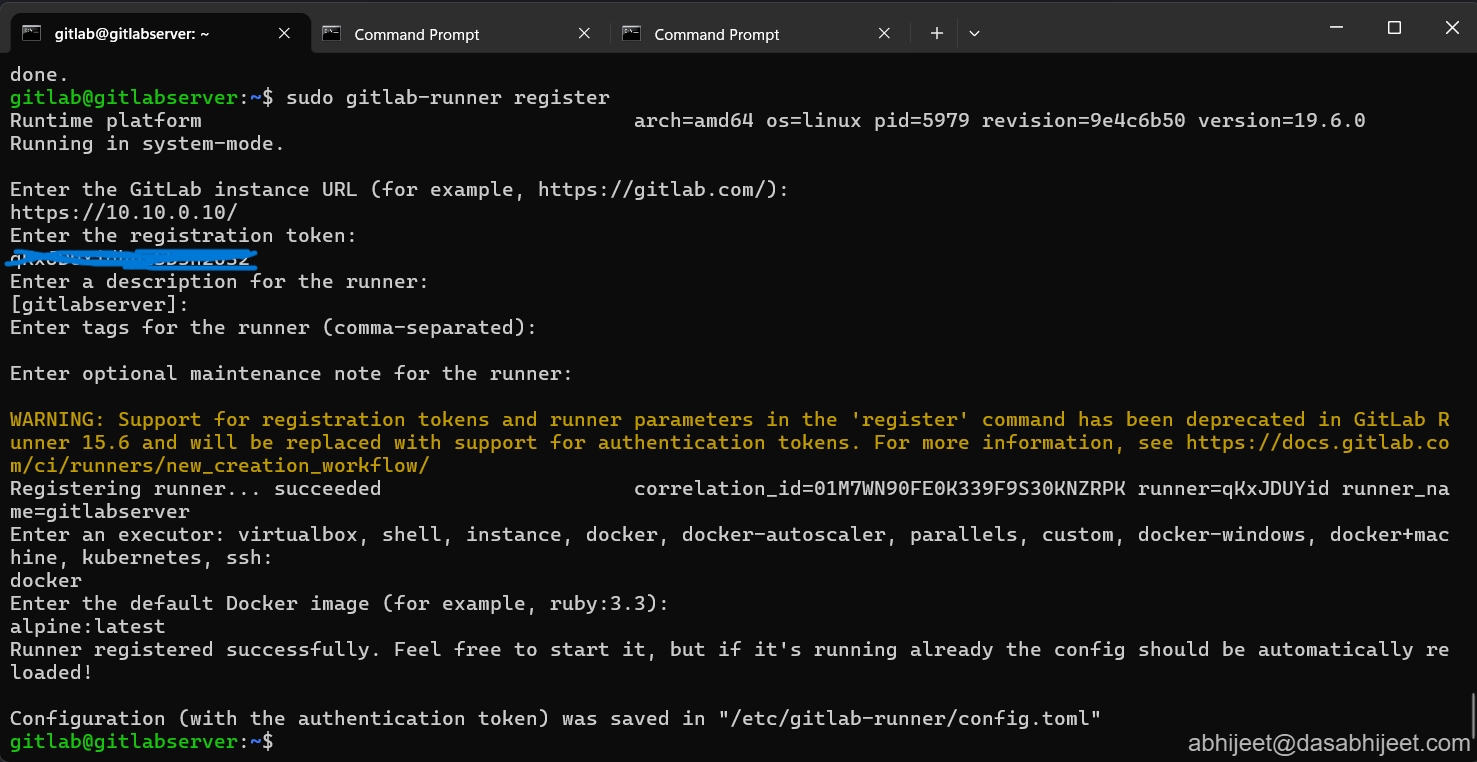 gitlab@gitlabserver: ~
Command Prompt
Command Prompt
done.
gitlab@gitlabserver:~$ sudo gitlab-runner register
Runtime platform arch=amd64 os=linux pid=5979 revision=9e4c6b50 version=19.6.0
Running in system-mode.
Enter the GitLab instance URL (for example, https://gitlab.com/):
https://10.10.0.10/
Enter the registration token:
Enter a description for the runner:
[gitlabserver]:
Enter tags for the runner (comma-separated):
Enter optional maintenance note for the runner:
WARNING: Support for registration tokens and runner parameters in the 'register' command has been deprecated in GitLab R
unner 15.6 and will be replaced with support for authentication tokens. For more information, see https://docs.gitlab.co
m/ci/runners/new_creation_workflow/
Registering runner... succeeded correlation_id=01M7WN90FE0K339F9S30KNZRPK runner=qKxJDUYid runner_na
me=gitlabserver
Enter an executor: virtualbox, shell, instance, docker, docker-autoscaler, parallels, custom, docker-windows, docker+mac
hine, kubernetes, ssh:
docker
Enter the default Docker image (for example, ruby:3.3):
alpine:latest
Runner registered successfully. Feel free to start it, but if it's running already the config should be automatically re
loaded!
Configuration (with the authentication token) was saved in "/etc/gitlab-runner/config.toml"
gitlab@gitlabserver:~$
abhijeet@dasabhijeet.com